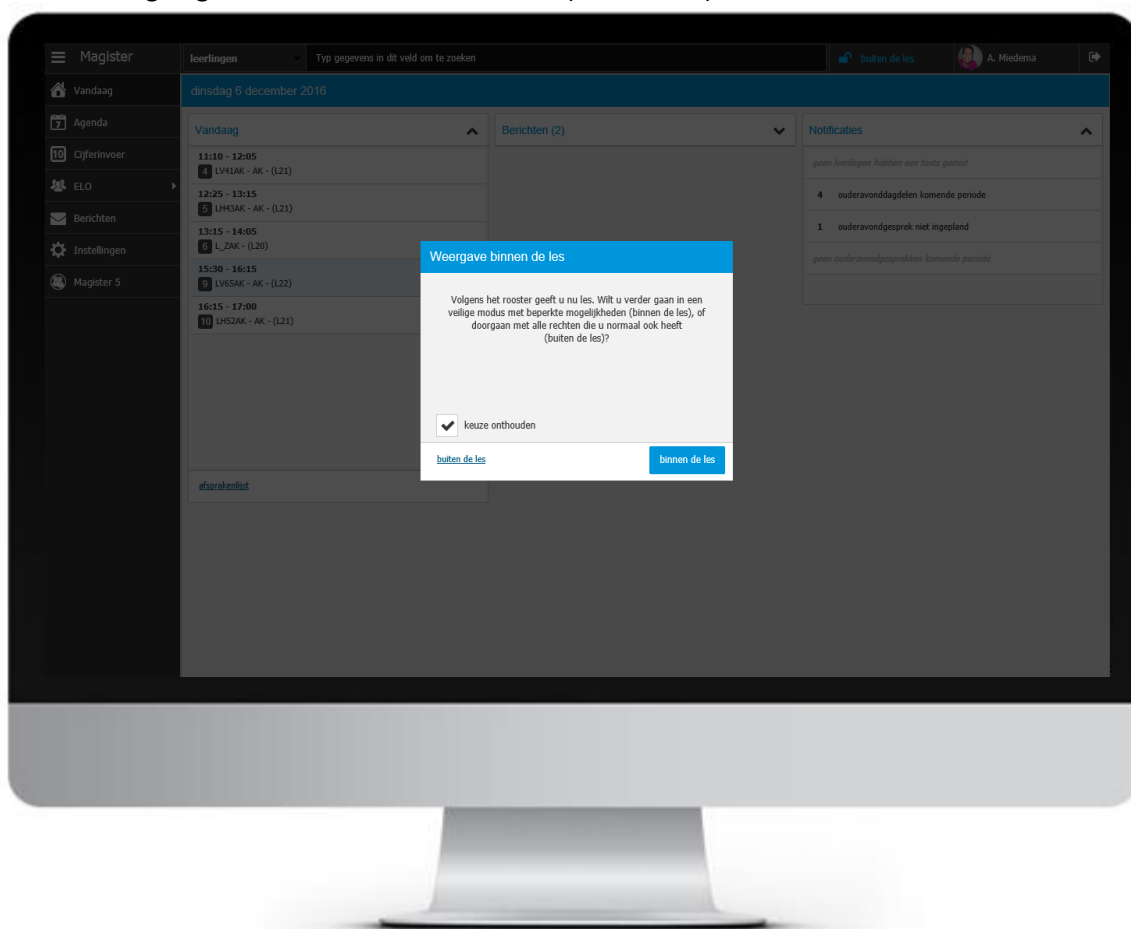 Magister
leerlingen
Typ gegevens in dit veld om te zoeken
buiten de les
A. Miedema
Vandaag
Agenda
Cijferinvoer
ELO
Berichten
Instellingen
Magister 5
7
10
dinsdag 6 december 2016
Vandaag
11:10 - 12:05
4 LV41AK - AK - (L21)
12:25 - 13:15
5 LH43AK - AK - (L21)
13:15 - 14:05
6 L_ZAK - (L20)
15:30 - 16:15
9 LV65AK - AK - (L22)
16:15 - 17:00
10 LH52AK - AK - (L21)
afsprakenlijst
Berichten (2)
Notificaties
geen leerlingen hebben een toets gemist
4 ouderavonddagdelen komende periode
1 ouderavondgesprek niet ingepland
geen ouderavondgesprekken komende periode
Weergave binnen de les
Volgens het rooster geeft u nu les. Wilt u verder gaan in een
veilige modus met beperkte mogelijkheden (binnen de les), of
doorgaan met alle rechten die u normaal ook heeft
(buiten de les)?
keuze onthouden
buiten de les
binnen de les